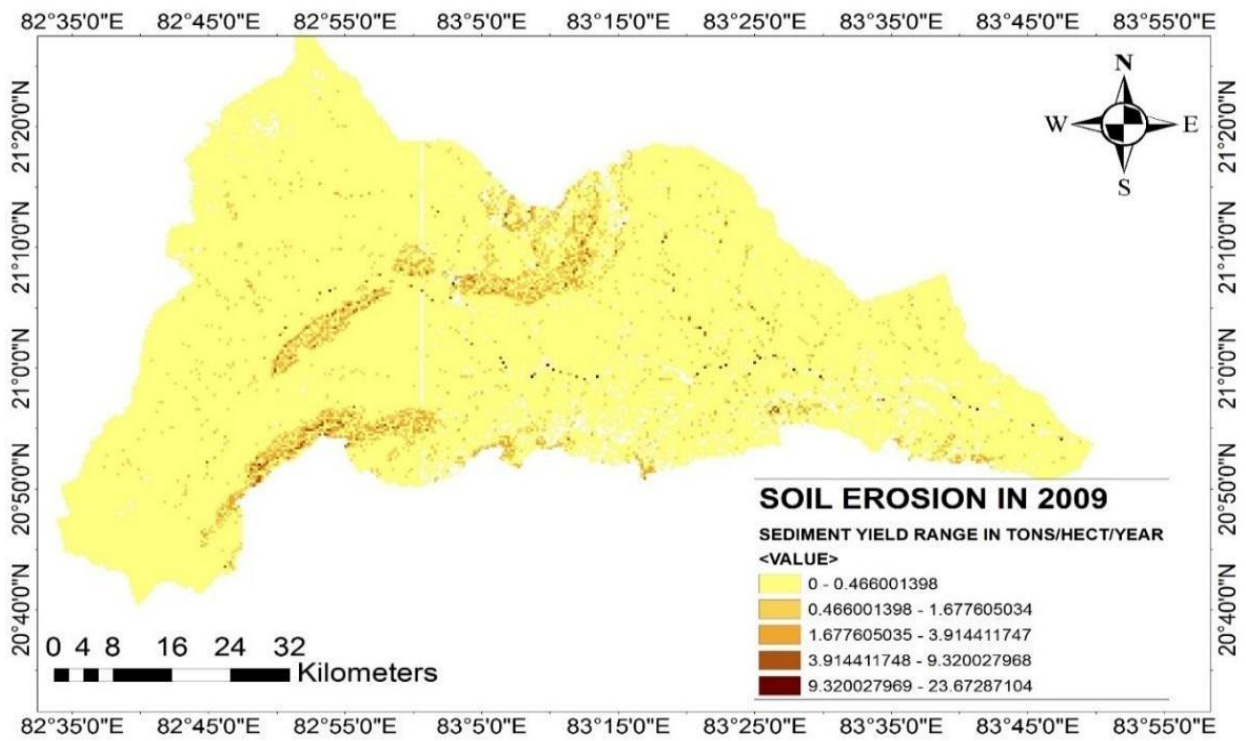 82°35'0"E 82°45'0"E 82°55'0"E 83°5'0"E 83°15'0"E 83°25'0"E 83°35'0"E 83°45'0"E 83°55'0"E
N
W E
S
21°20'0"N 21°20'0"N
21°10'0"N 21°10'0"N
21°0'0"N 21°0'0"N
20°50'0"N 20°50'0"N
20°40'0"N 20°40'0"N
SOIL EROSION IN 2009
SEDIMENT YIELD RANGE IN TONS/HECT/YEAR
<VALUE>
0 - 0.466001398
0.466001398 - 1.677605034
1.677605035 - 3.914411747
3.914411748 - 9.320027968
9.320027969 - 23.67287104
0 4 8 16 24 32
Kilometers
82°35'0"E 82°45'0"E 82°55'0"E 83°5'0"E 83°15'0"E 83°25'0"E 83°35'0"E 83°45'0"E 83°55'0"E